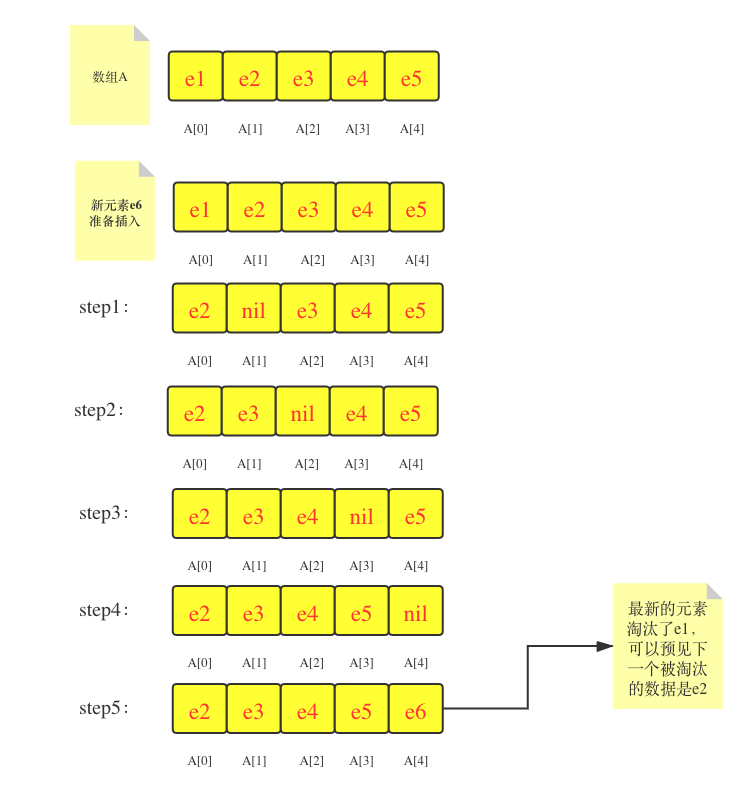 数组A
e1 e2 e3 e4 e5
A[0] A[1] A[2] A[3] A[4]
新元素e6
准备插入
e1 e2 e3 e4 e5
A[0] A[1] A[2] A[3] A[4]
step1:
e2 nil e3 e4 e5
A[0] A[1] A[2] A[3] A[4]
step2:
e2 e3 nil e4 e5
A[0] A[1] A[2] A[3] A[4]
step3:
e2 e3 e4 nil e5
A[0] A[1] A[2] A[3] A[4]
step4:
e2 e3 e4 e5 nil
A[0] A[1] A[2] A[3] A[4]
step5:
e2 e3 e4 e5 e6
A[0] A[1] A[2] A[3] A[4]
最新的元素
淘汰了e1，
可以预见下
一个被淘汰
的数据是e2